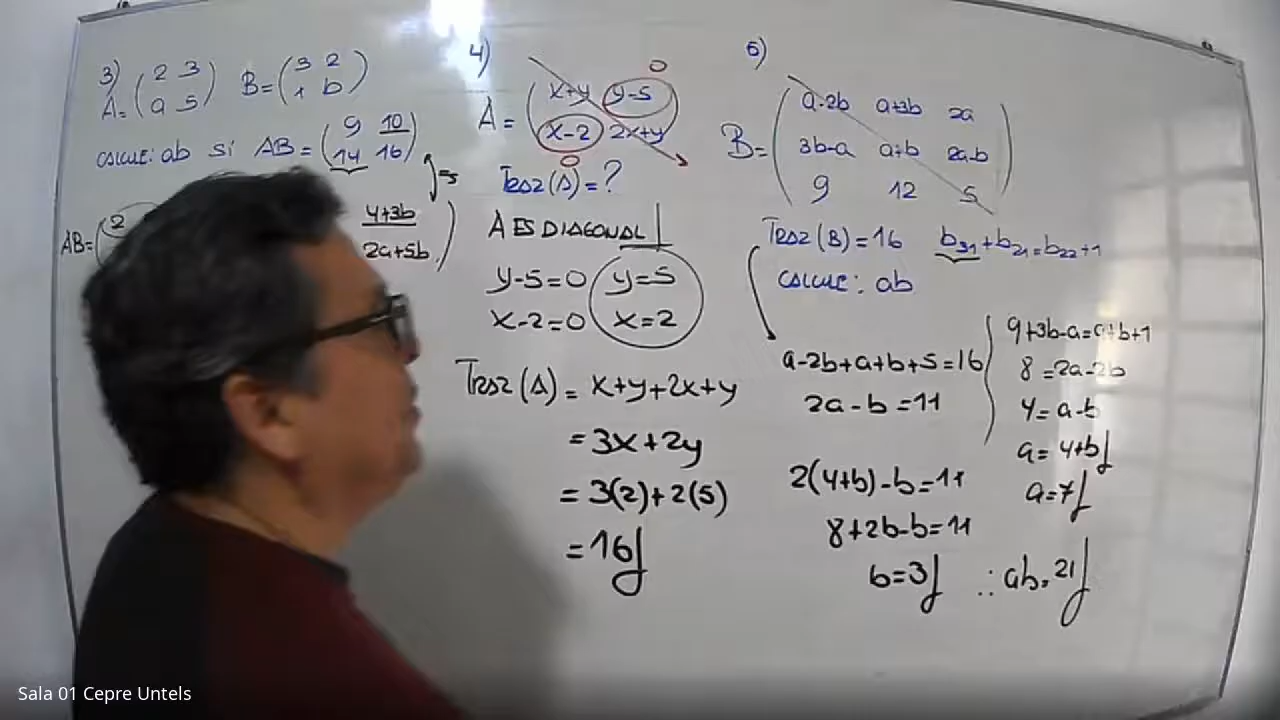 3)
A=(2 3
a 5) B=(3 2
1 b)
CALCULE: ab si AB=(9 10
14 16)
AB=(2
4+3b
2a+5b)
4)
A=(x+y y-5
x-2 2x+y)
0
0
TRAZ(A)=?
A ES DIAGONAL
y-5=0 y=5
x-2=0 x=2
TRAZ(A)=x+y+2x+y
=3x+2y
=3(2)+2(5)
=16
5)
B=(a-2b a+3b 2a
3b-a a+b 2a-b
9 12 5)
TRAZ(B)=16 b31+b21=b22+1
CALCULE: ab
a-2b+a+b+5=16
2a-b=11
2(4+b)-b=11
8+2b-b=11
b=3
9+3b-a=a+b+1
8=2a-2b
4=a-b
a=4+b
a=7
∴ab=21
Sala 01 Cepre Untels